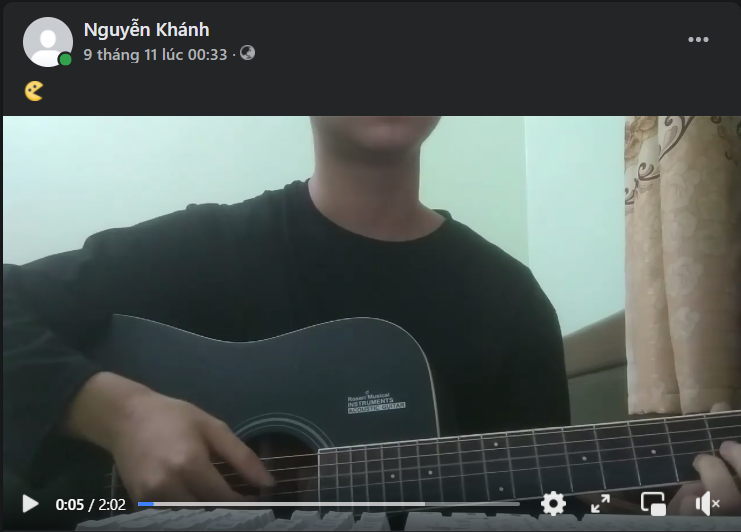 Nguyễn Khánh
9 tháng 11 lúc 00:33 ·
Rosen Musical
INSTRUMENTS
ACOUSTIC GUITAR
0:05 / 2:02